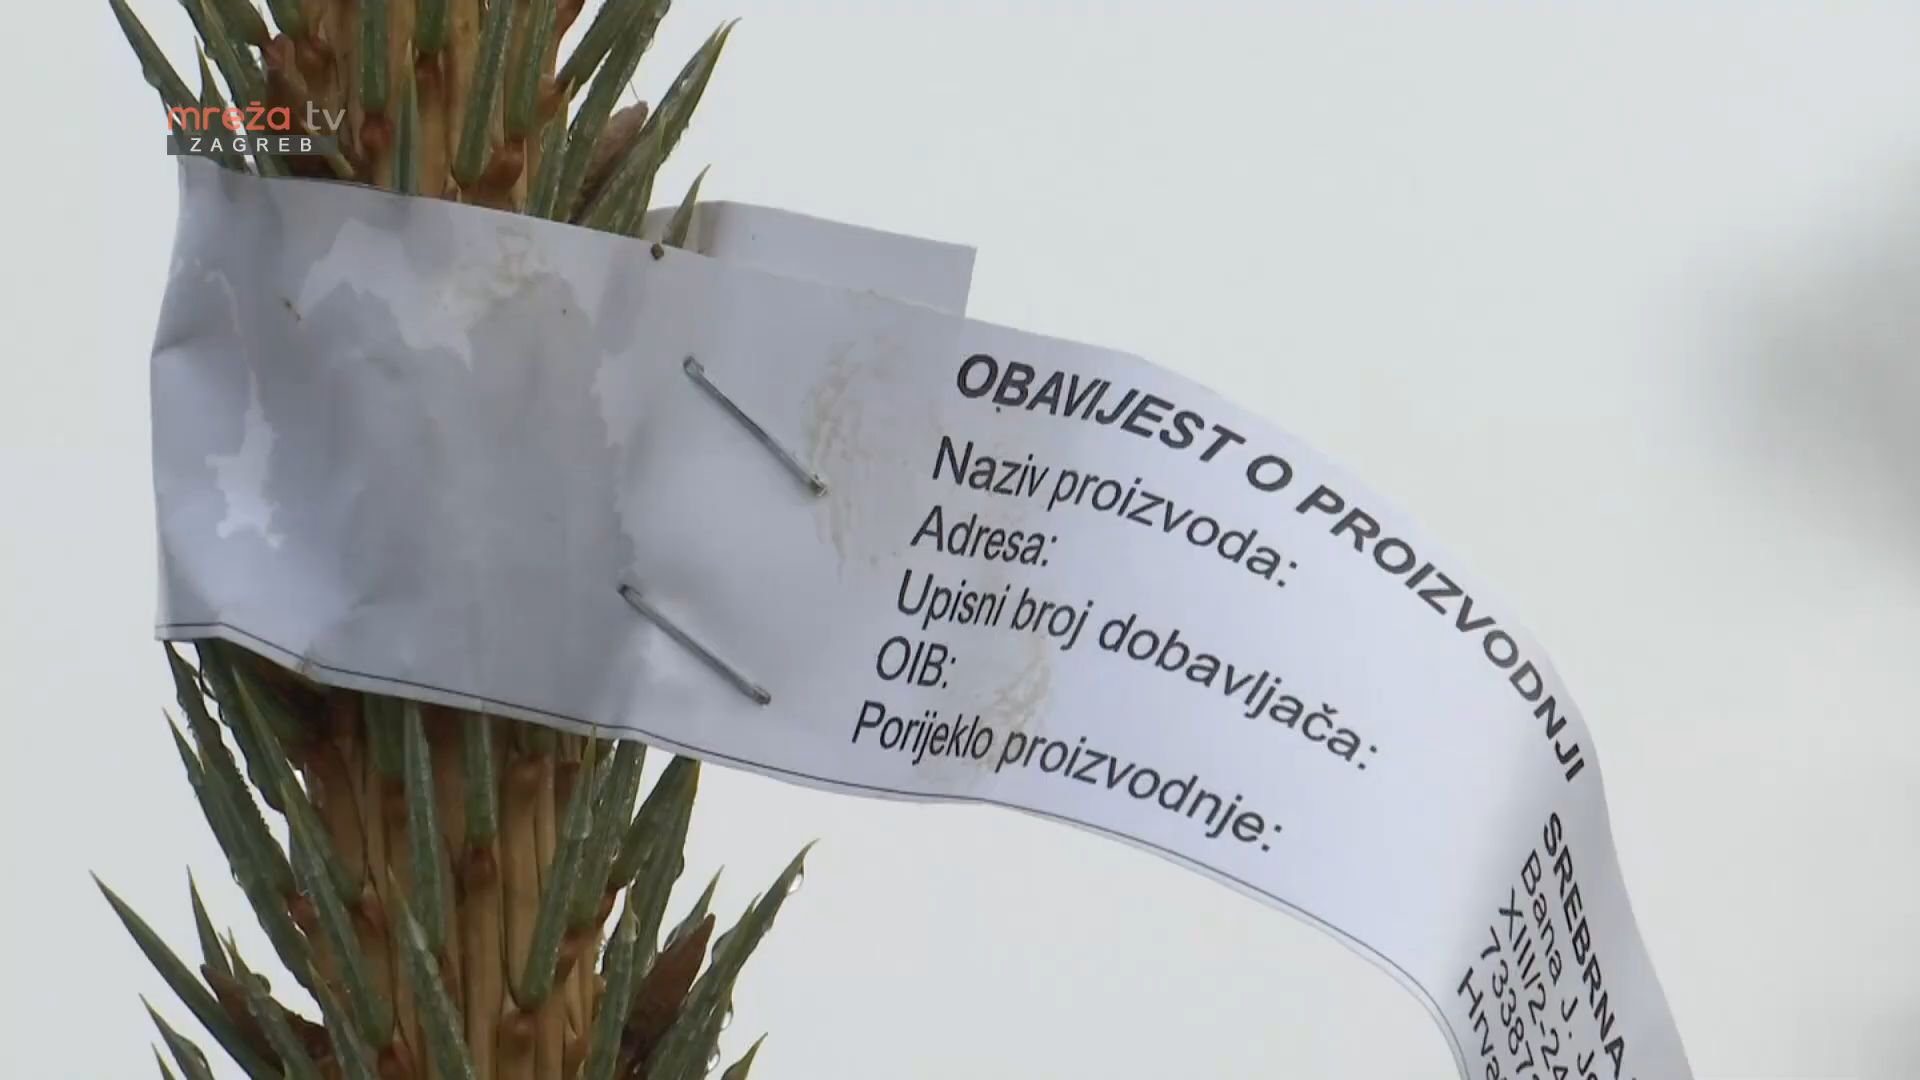 mreža tv
ZAGREB
OBAVIJEST O PROIZVODNJI
Naziv proizvoda:
Adresa:
Upisni broj dobavljača:
OIB:
Porijeklo proizvodnje:
SREBRNA
Bana J.